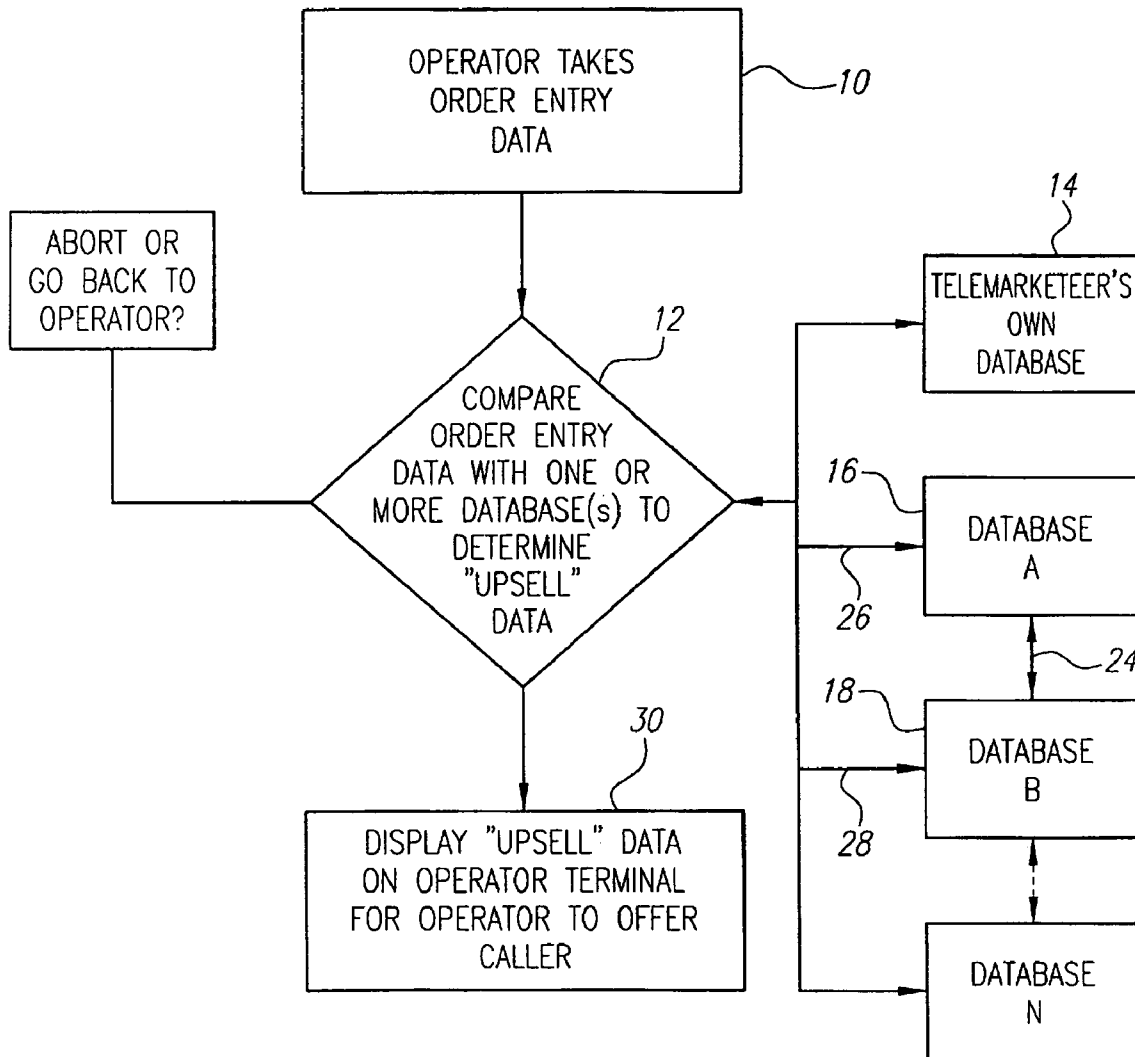 OPERATOR TAKES
ORDER ENTRY
DATA
10
ABORT OR
GO BACK TO
OPERATOR?
12
COMPARE
ORDER ENTRY
DATA WITH ONE OR
MORE DATABASE(s) TO
DETERMINE
"UPSELL"
DATA
14
TELEMARKETEER'S
OWN
DATABASE
16
DATABASE
A
26
24
18
DATABASE
B
28
30
DISPLAY "UPSELL" DATA
ON OPERATOR TERMINAL
FOR OPERATOR TO OFFER
CALLER
DATABASE
N